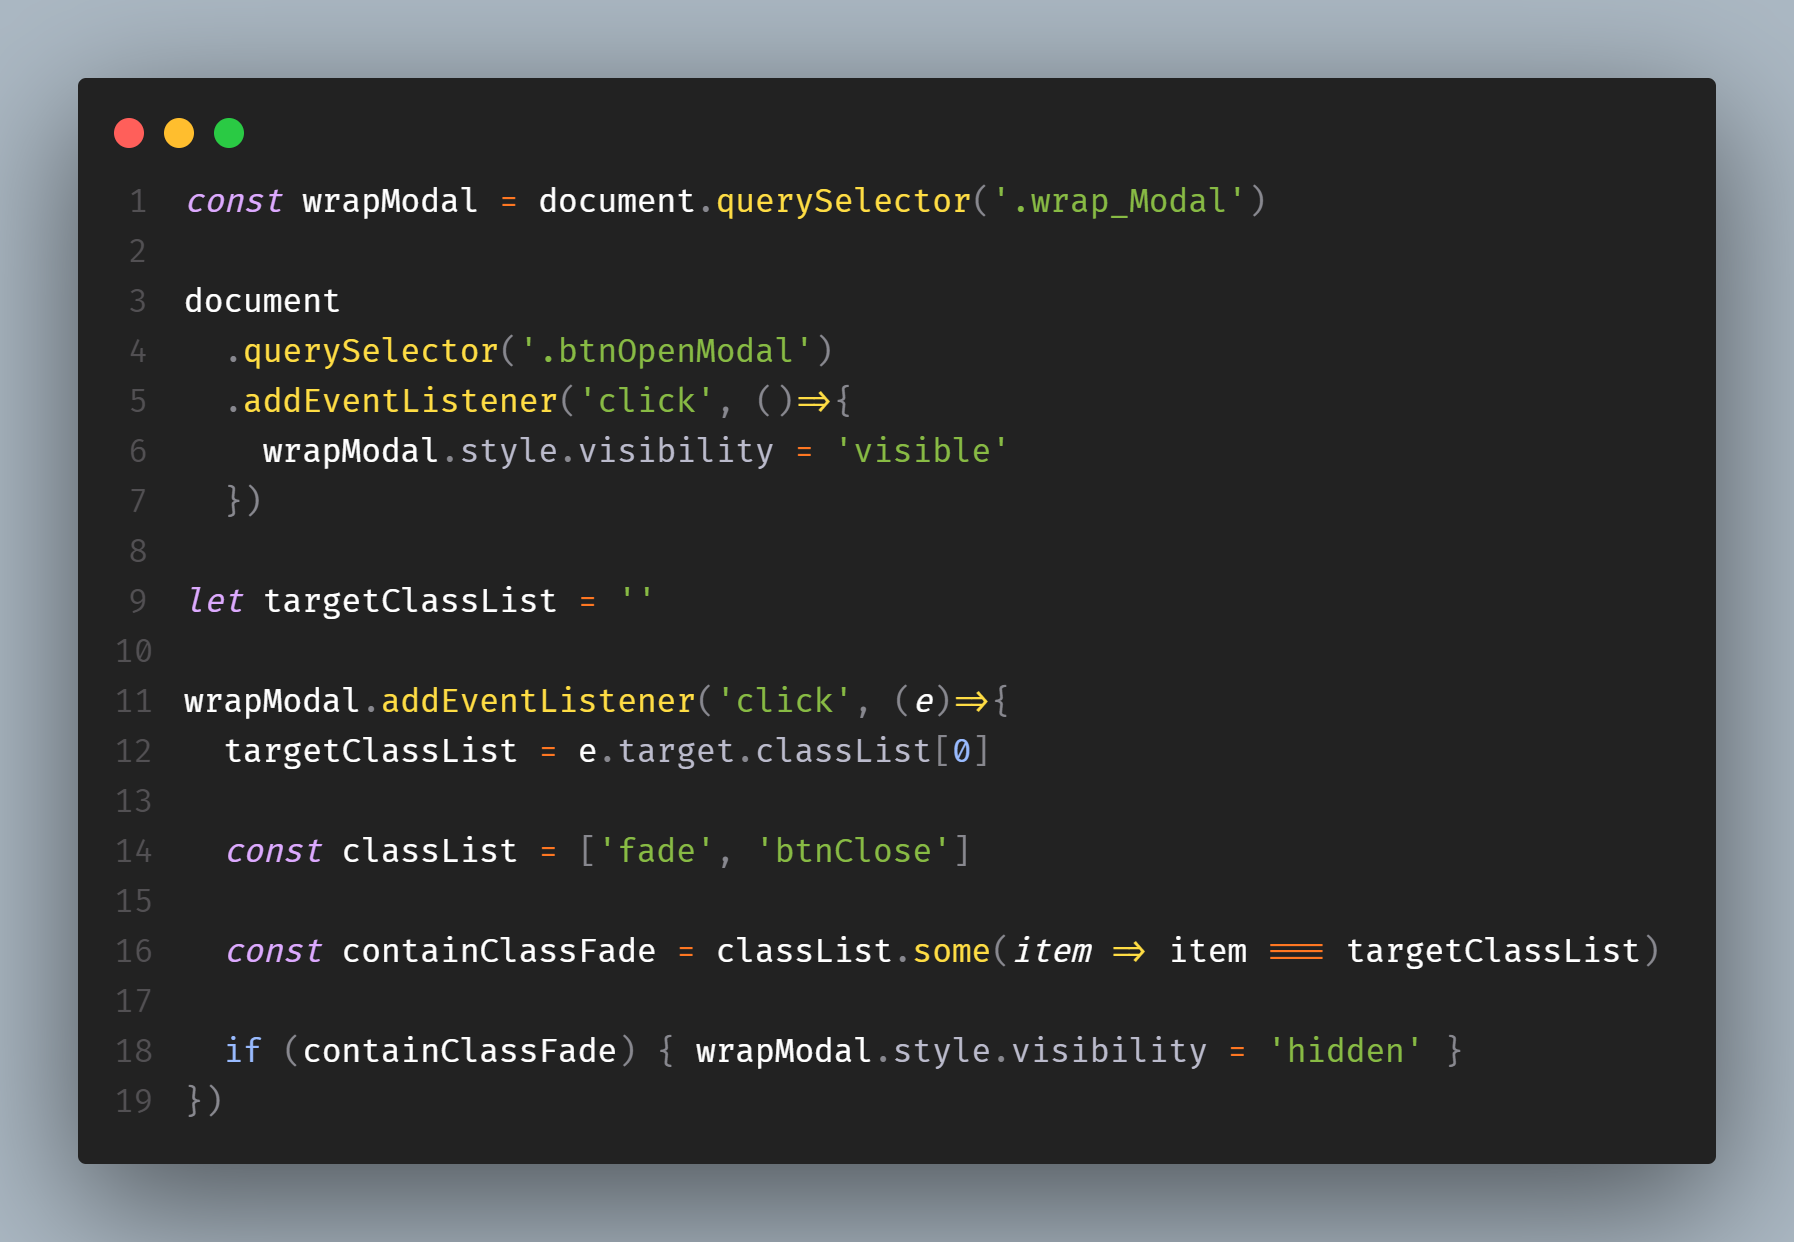 1 const wrapModal = document.querySelector('.wrap_Modal')
2
3 document
4   .querySelector('.btnOpenModal')
5   .addEventListener('click', ()=>{
6     wrapModal.style.visibility = 'visible'
7   })
8
9 let targetClassList = ''
10
11 wrapModal.addEventListener('click', (e)=>{
12   targetClassList = e.target.classList[0]
13
14   const classList = ['fade', 'btnClose']
15
16   const containClassFade = classList.some(item => item === targetClassList)
17
18   if (containClassFade) { wrapModal.style.visibility = 'hidden' }
19 })